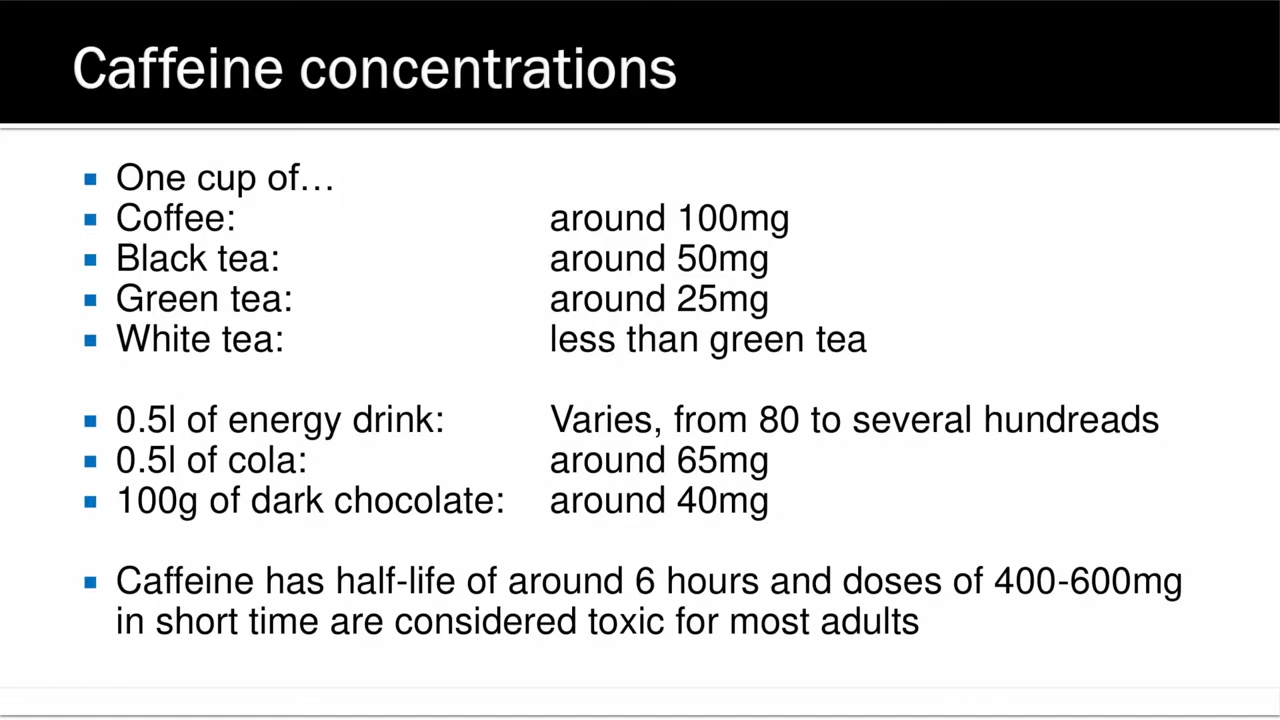 Caffeine concentrations
One cup of…
Coffee: around 100mg
Black tea: around 50mg
Green tea: around 25mg
White tea: less than green tea
0.5l of energy drink: Varies, from 80 to several hundreads
0.5l of cola: around 65mg
100g of dark chocolate: around 40mg
Caffeine has half-life of around 6 hours and doses of 400-600mg
in short time are considered toxic for most adults